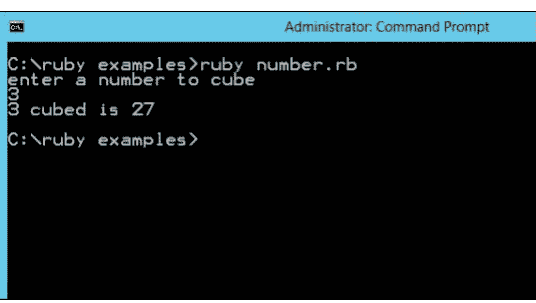 Administrator: Command Prompt
C:\ruby examples>ruby number.rb
enter a number to cube
3
3 cubed is 27
C:\ruby examples>